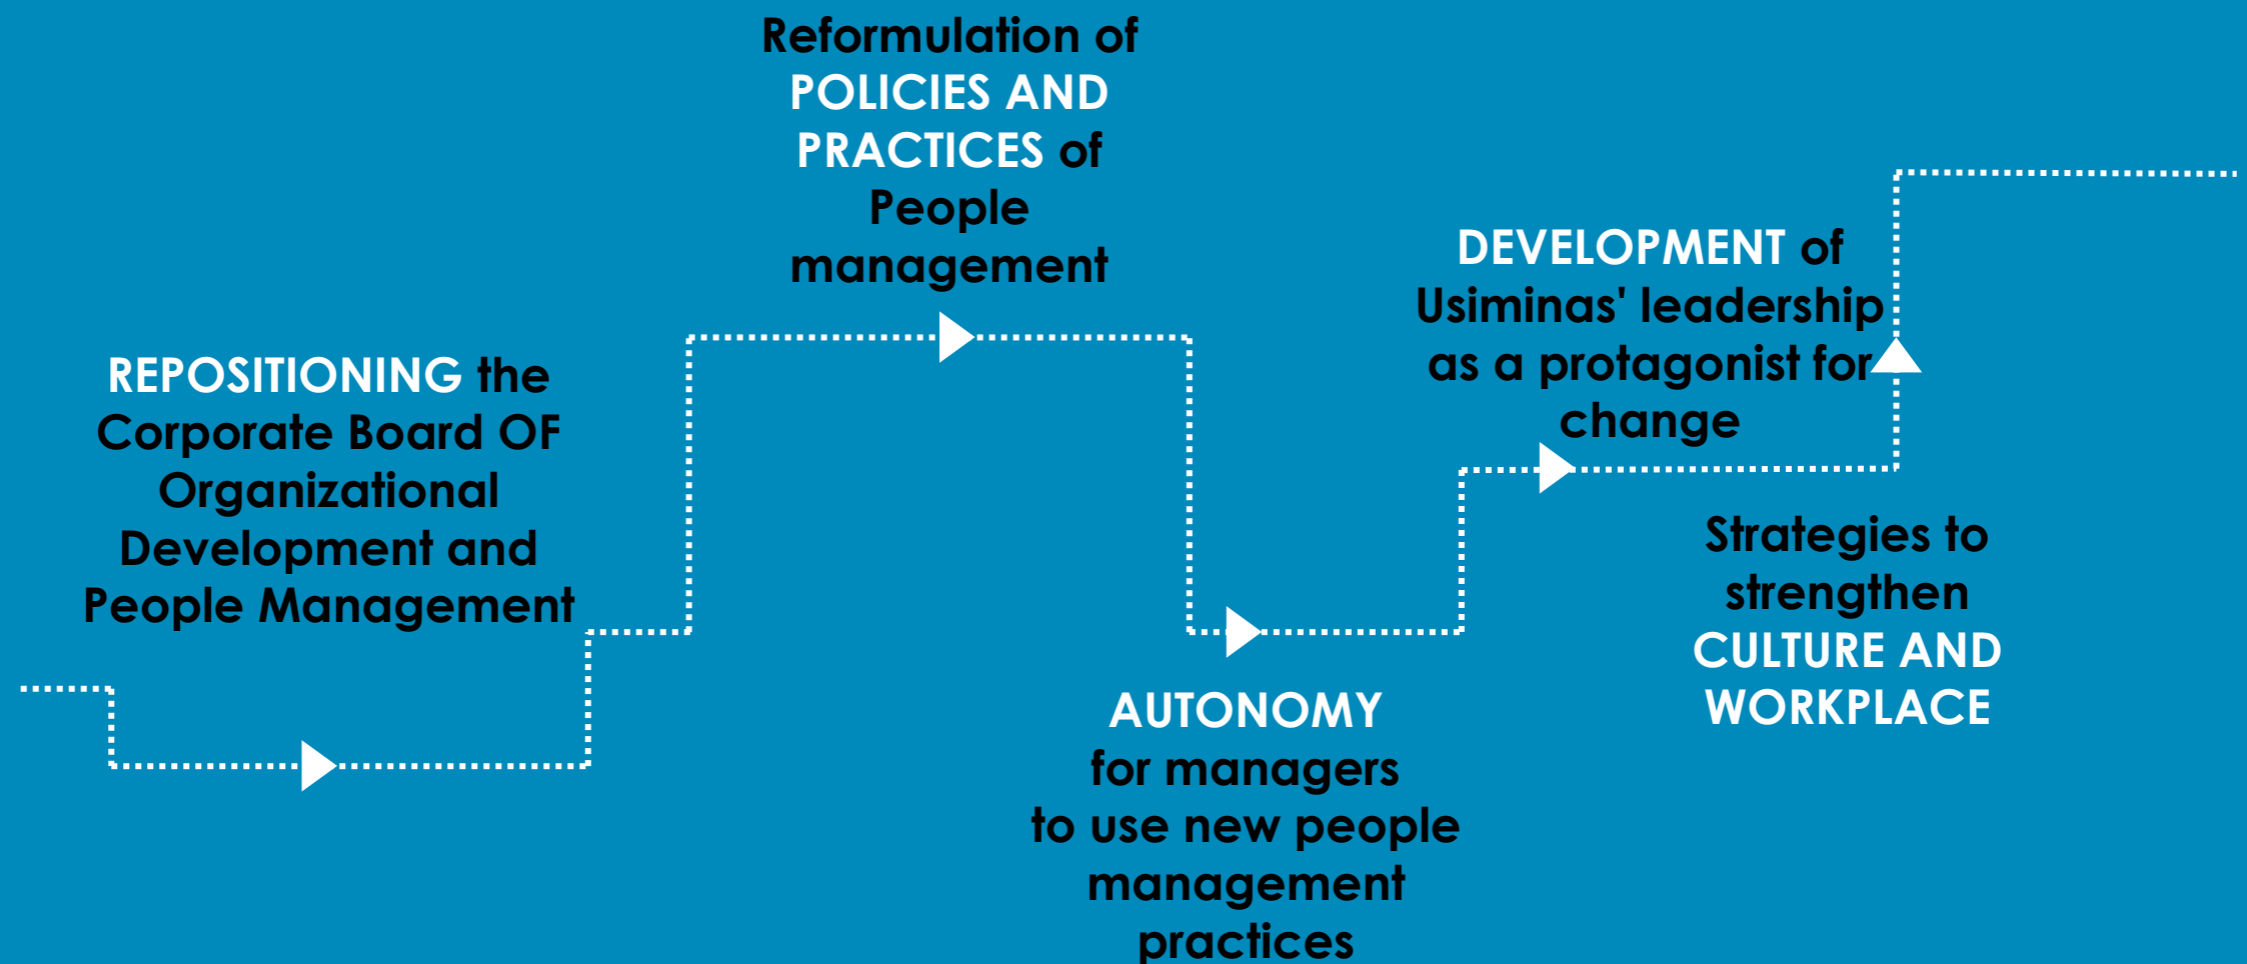 REPOSITIONING the
Corporate Board OF
Organizational
Development and
People Management
Reformulation of
POLICIES AND
PRACTICES of
People
management
AUTONOMY
for managers
to use new people
management
practices
DEVELOPMENT of
Usiminas' leadership
as a protagonist for
change
Strategies to
strengthen
CULTURE AND
WORKPLACE